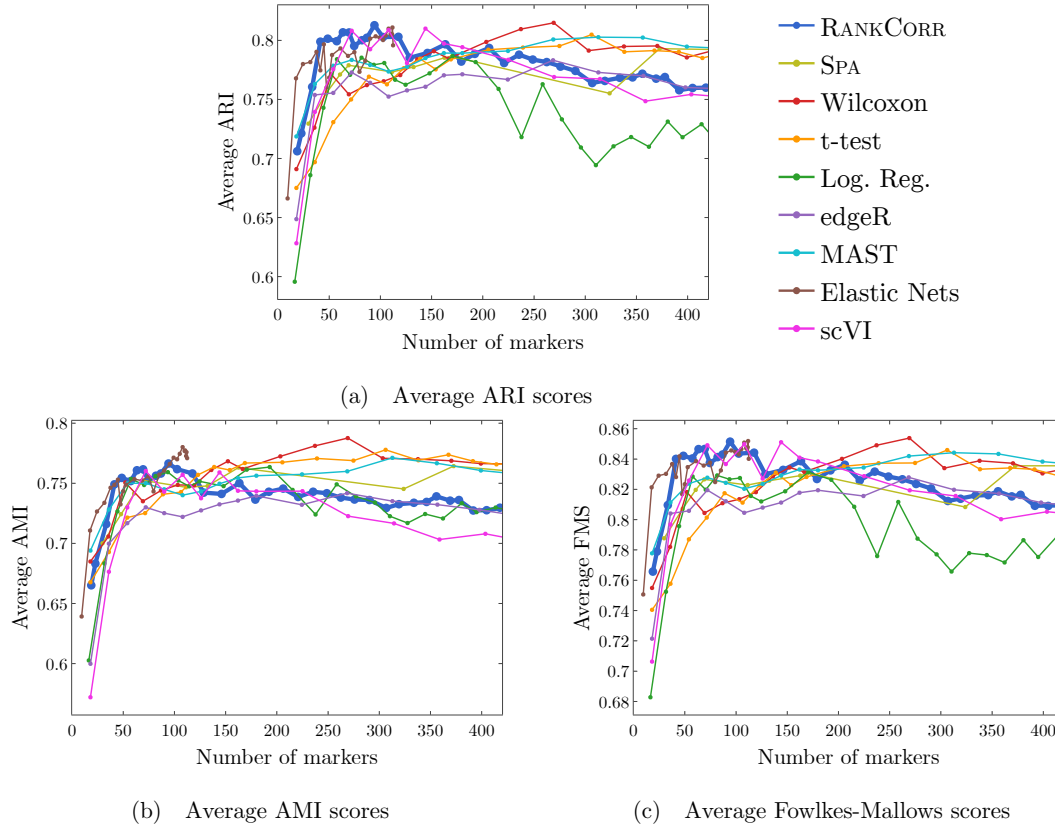 0.8
0.75
0.7
0.65
0.6
Average ARI
0 50 100 150 200 250 300 350 400
Number of markers
RANKCORR
SPA
Wilcoxon
t-test
Log. Reg.
edgeR
MAST
Elastic Nets
scVI
(a) Average ARI scores
0.8
0.75
0.7
0.65
0.6
Average AMI
0 50 100 150 200 250 300 350 400
Number of markers
(b) Average AMI scores
0.86
0.84
0.82
0.8
0.78
0.76
0.74
0.72
0.7
0.68
Average FMS
0 50 100 150 200 250 300 350 400
Number of markers
(c) Average Fowlkes-Mallows scores